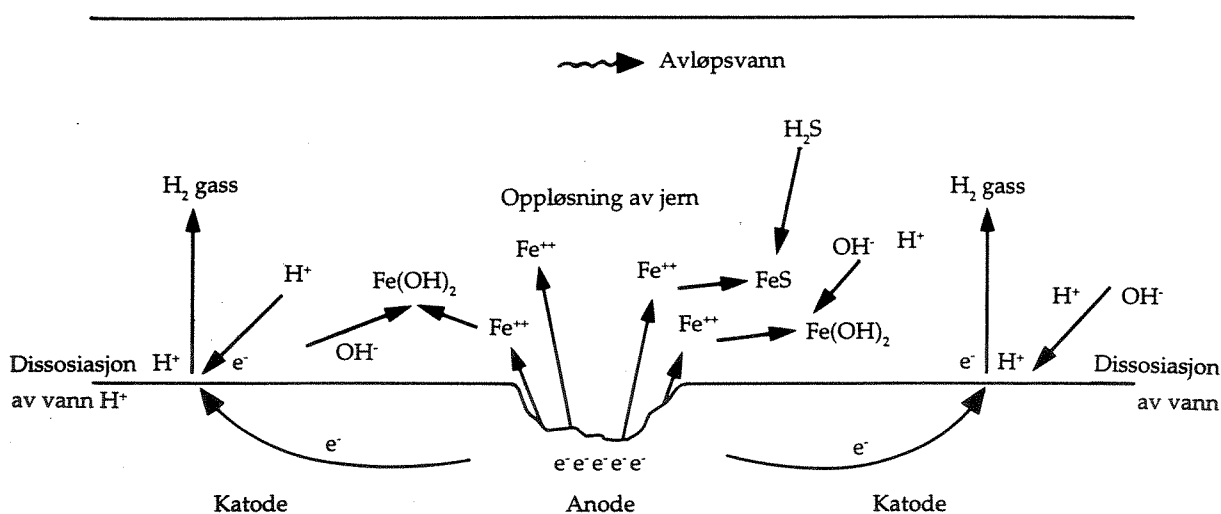 Avløpsvann
H₂S
H₂ gass
H₂ gass
Oppløsning av jern
Fe⁺⁺
OH⁻ H⁺
H⁺
Fe(OH)₂
Fe⁺⁺
FeS
H⁺ OH⁻
Fe⁺⁺
Fe⁺⁺
Fe(OH)₂
OH⁻
Dissosiasjon H⁺ e⁻
e⁻ H⁺ Dissosiasjon
av vann H⁺
av vann
e⁻
e⁻ e⁻ e⁻ e⁻ e⁻
e⁻
Katode
Anode
Katode